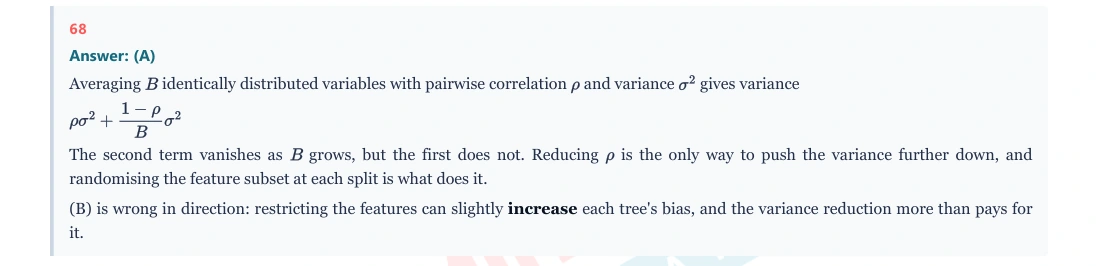 68
Answer: (A)
Averaging B identically distributed variables with pairwise correlation ρ and variance σ² gives variance
ρσ² + \frac{1 − ρ}{B}σ²
The second term vanishes as B grows, but the first does not. Reducing ρ is the only way to push the variance further down, and
randomising the feature subset at each split is what does it.
(B) is wrong in direction: restricting the features can slightly increase each tree's bias, and the variance reduction more than pays for
it.